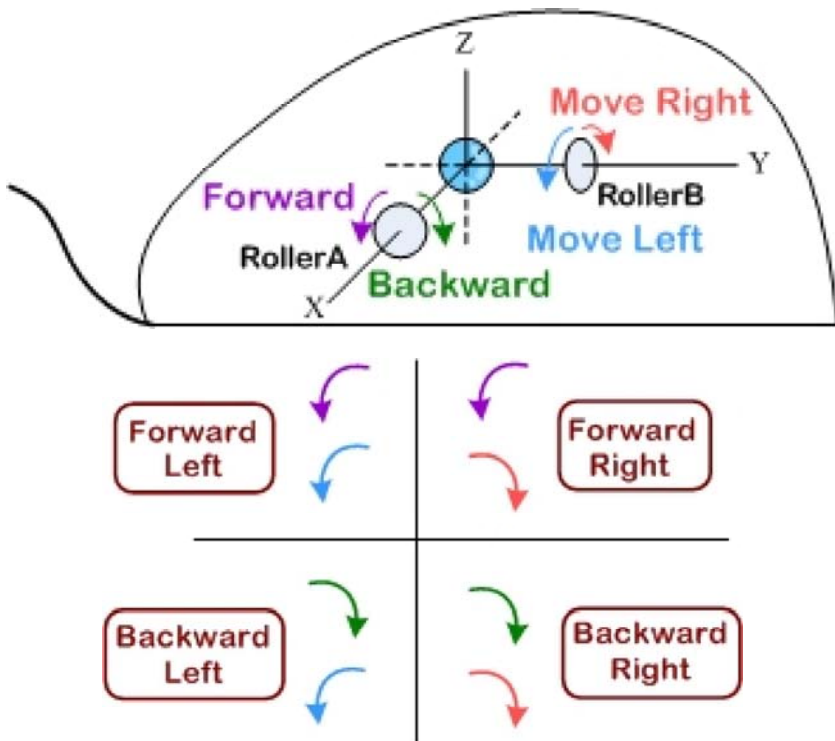 Z
Move Right
Y
RollerB
Forward
Move Left
RollerA
Backward
X
Forward
Left
Forward
Right
Backward
Left
Backward
Right